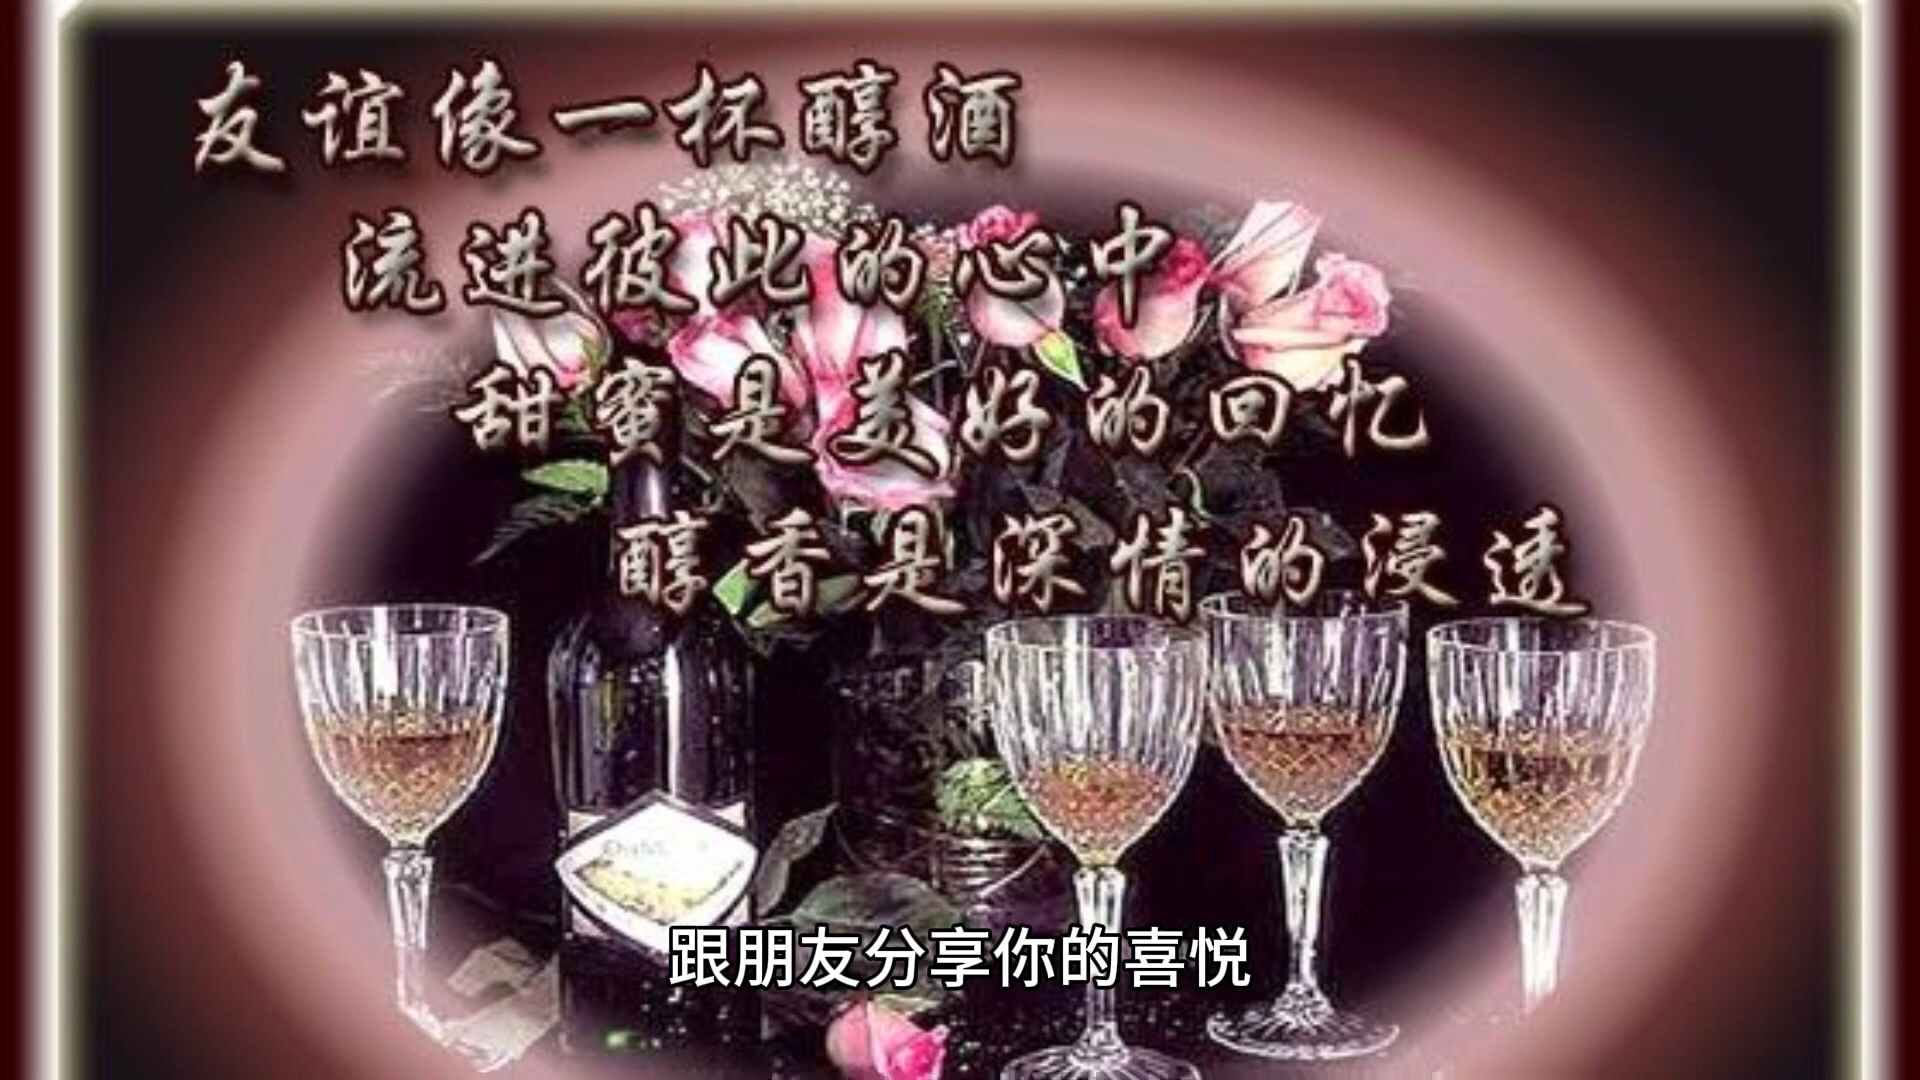 友谊像一杯醇酒
流进彼此的心中
甜蜜是美好的回忆
醇香是深情的浸透
跟朋友分享你的喜悦